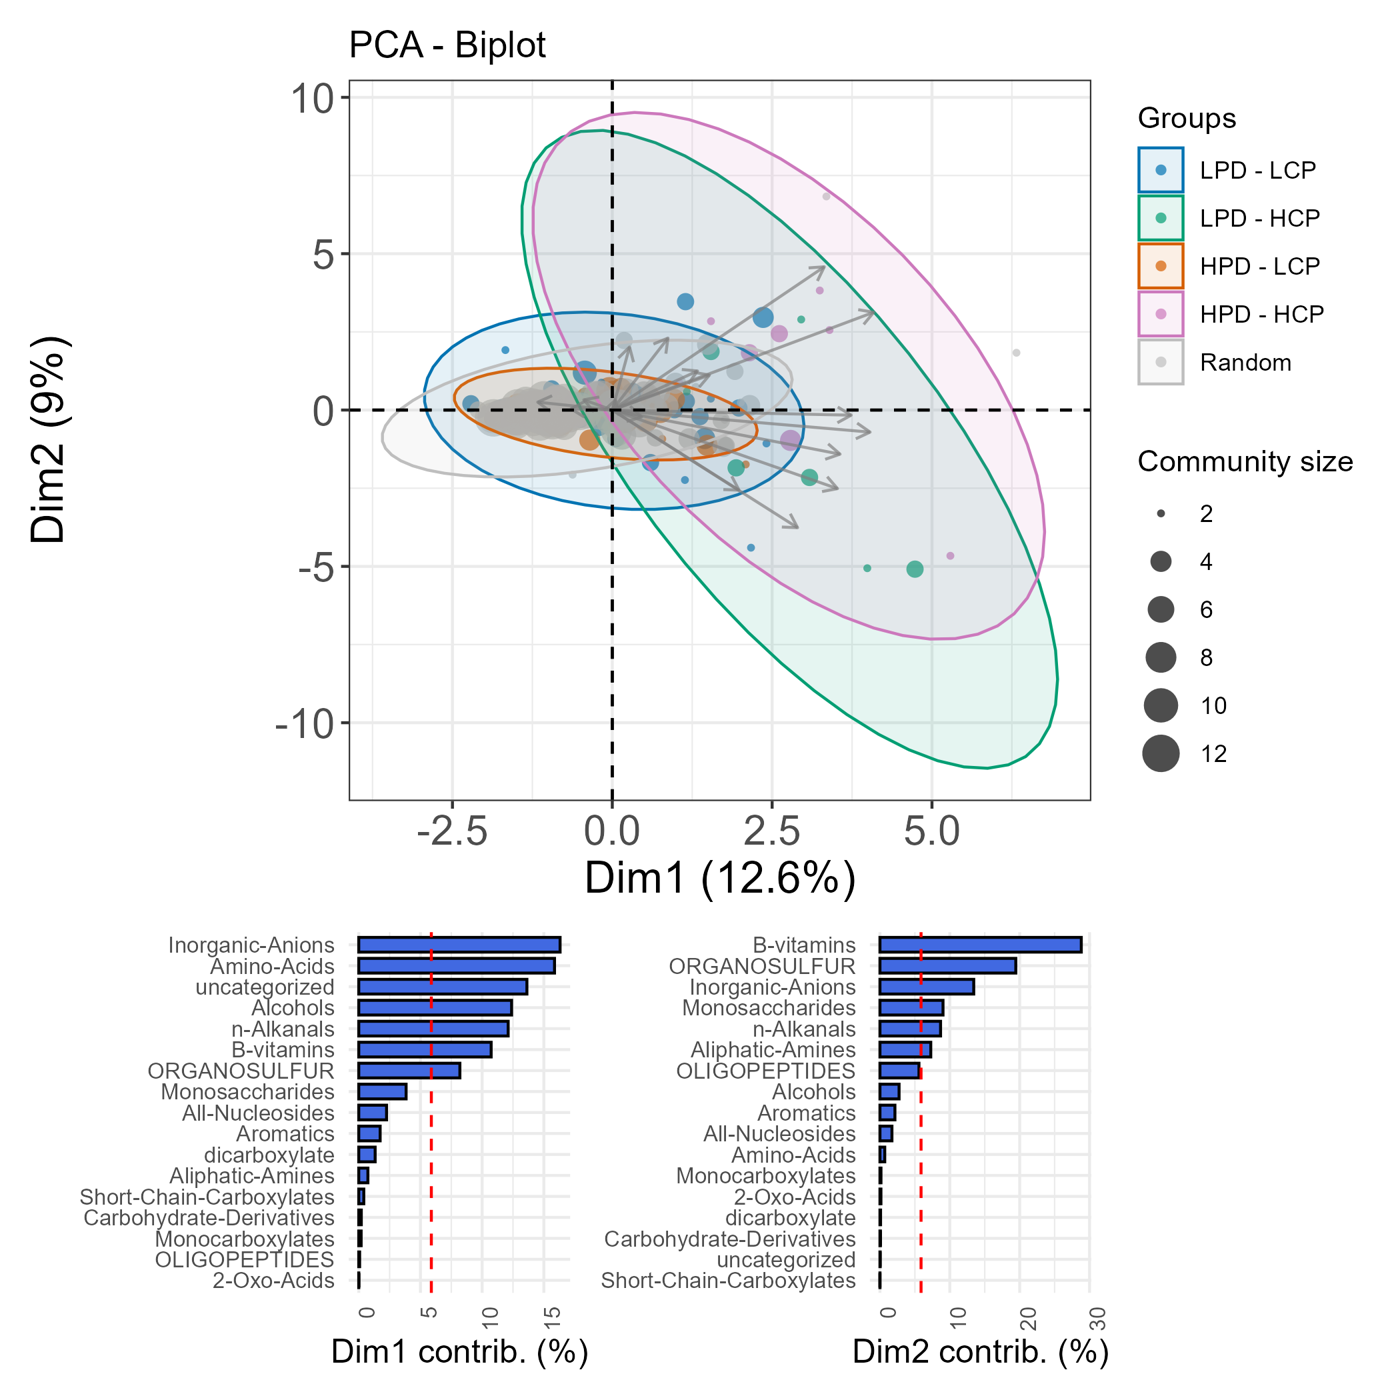 PCA - Biplot
Dim2 (9%)
10
5
0
-5
-10
-2.5
0.0
2.5
5.0
Dim1 (12.6%)
Groups
LPD - LCP
LPD - HCP
HPD - LCP
HPD - HCP
Random
Community size
2
4
6
8
10
12
Inorganic-Anions
Amino-Acids
uncategorized
Alcohols
n-Alkanals
B-vitamins
ORGANOSULFUR
Monosaccharides
All-Nucleosides
Aromatics
dicarboxylate
Aliphatic-Amines
Short-Chain-Carboxylates
Carbohydrate-Derivatives
Monocarboxylates
OLIGOPEPTIDES
2-Oxo-Acids
0
5
10
15
Dim1 contrib. (%)
B-vitamins
ORGANOSULFUR
Inorganic-Anions
Monosaccharides
n-Alkanals
Aliphatic-Amines
OLIGOPEPTIDES
Alcohols
Aromatics
All-Nucleosides
Amino-Acids
Monocarboxylates
2-Oxo-Acids
dicarboxylate
Carbohydrate-Derivatives
uncategorized
Short-Chain-Carboxylates
0
10
20
30
Dim2 contrib. (%)